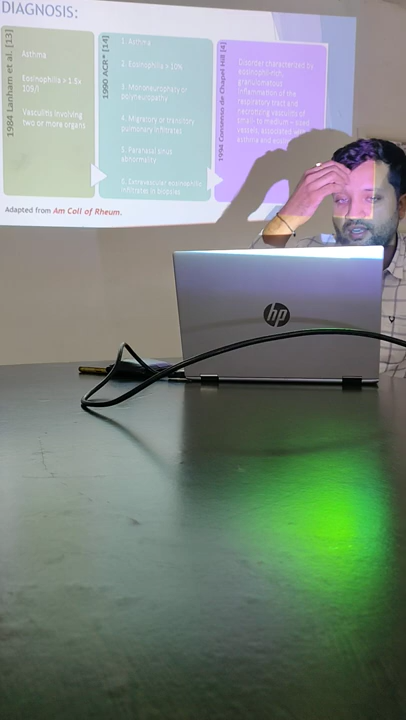 DIAGNOSIS:
1984 Lanham et al. [13]
Asthma
Eosinophilia > 1.5x
109/l
Vasculitis involving
two or more organs
1990 ACR* [14]
1. Asthma
2. Eosinophilia > 10%
3. Mononeuropathy or
polyneuropathy
4. Migratory or transitory
pulmonary infiltrates
5. Paranasal sinus
abnormality
6. Extravascular eosinophilic
infiltrates in biopsies
1994 Consenso de Chapel Hill [4]
Disorder characterized by
eosinophil-rich,
granulomatous
inflammation of the
respiratory tract and
necrotizing vasculitis of
small- to medium-sized
vessels, associated with
asthma and
Adapted from Am Coll of Rheum.
hp